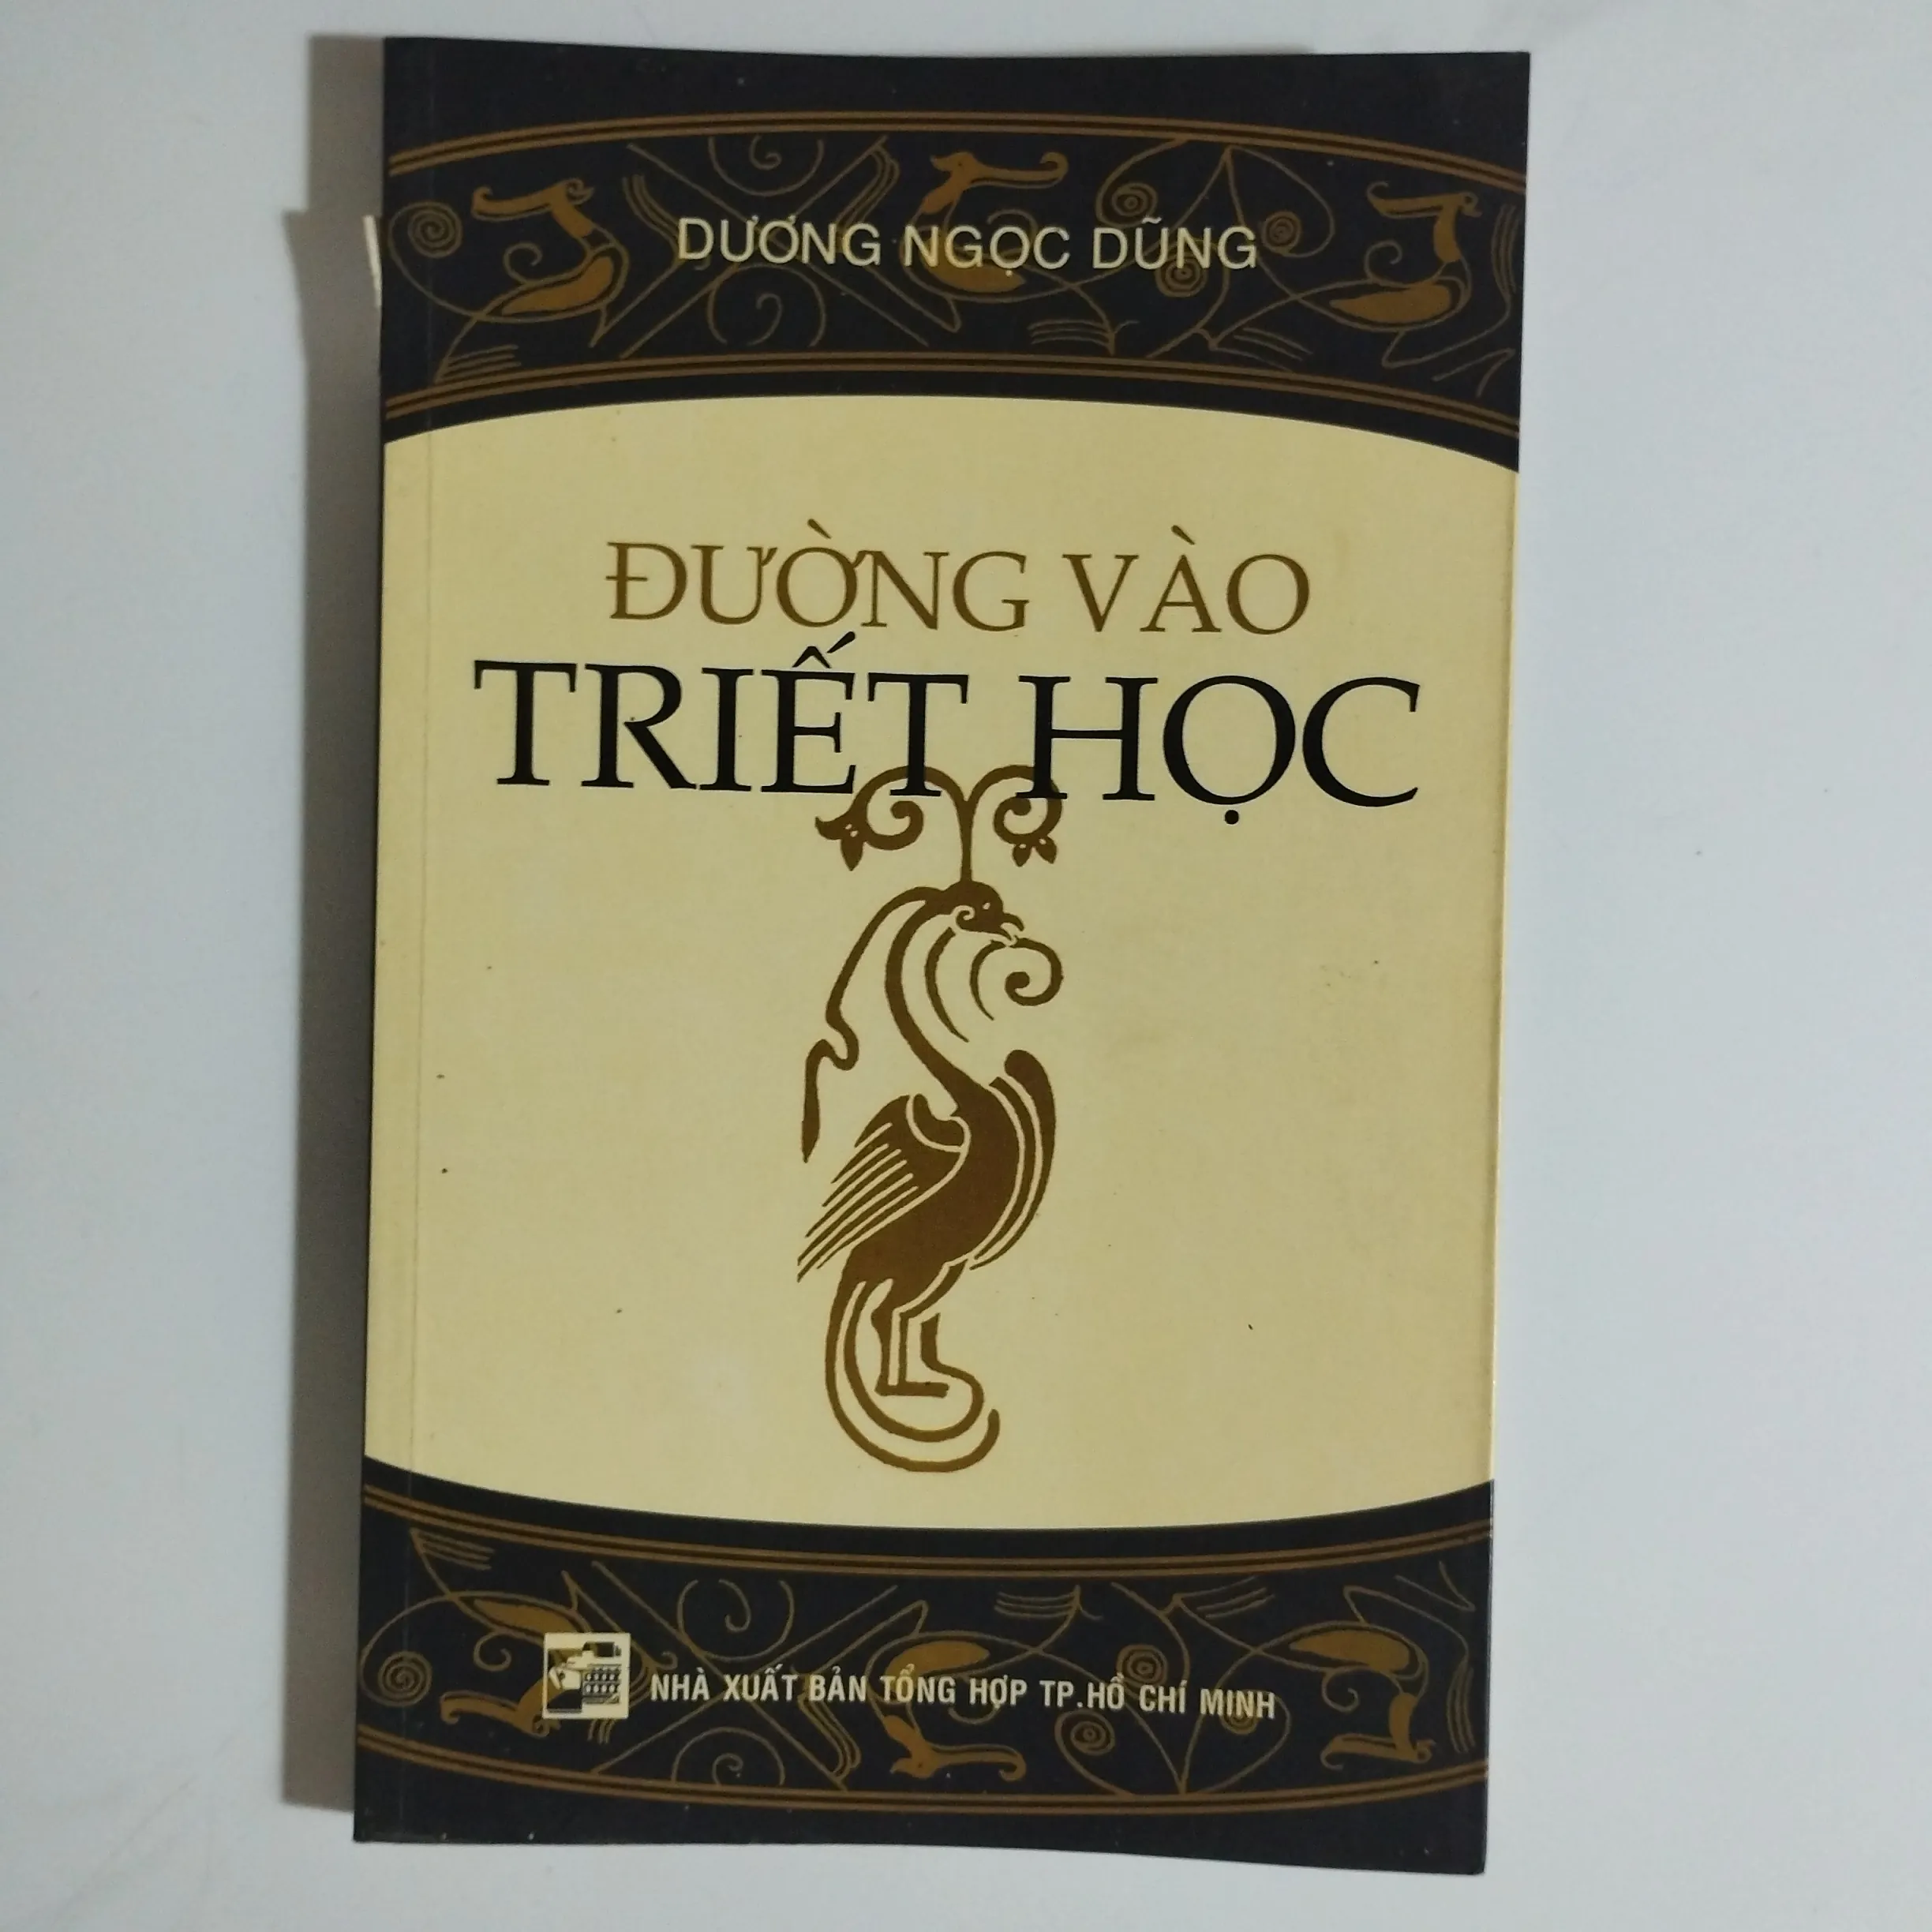 DƯƠNG NGỌC DŨNG
ĐƯỜNG VÀO
TRIẾT HỌC
NHÀ XUẤT BẢN TỔNG HỢP TP.HỒ CHÍ MINH